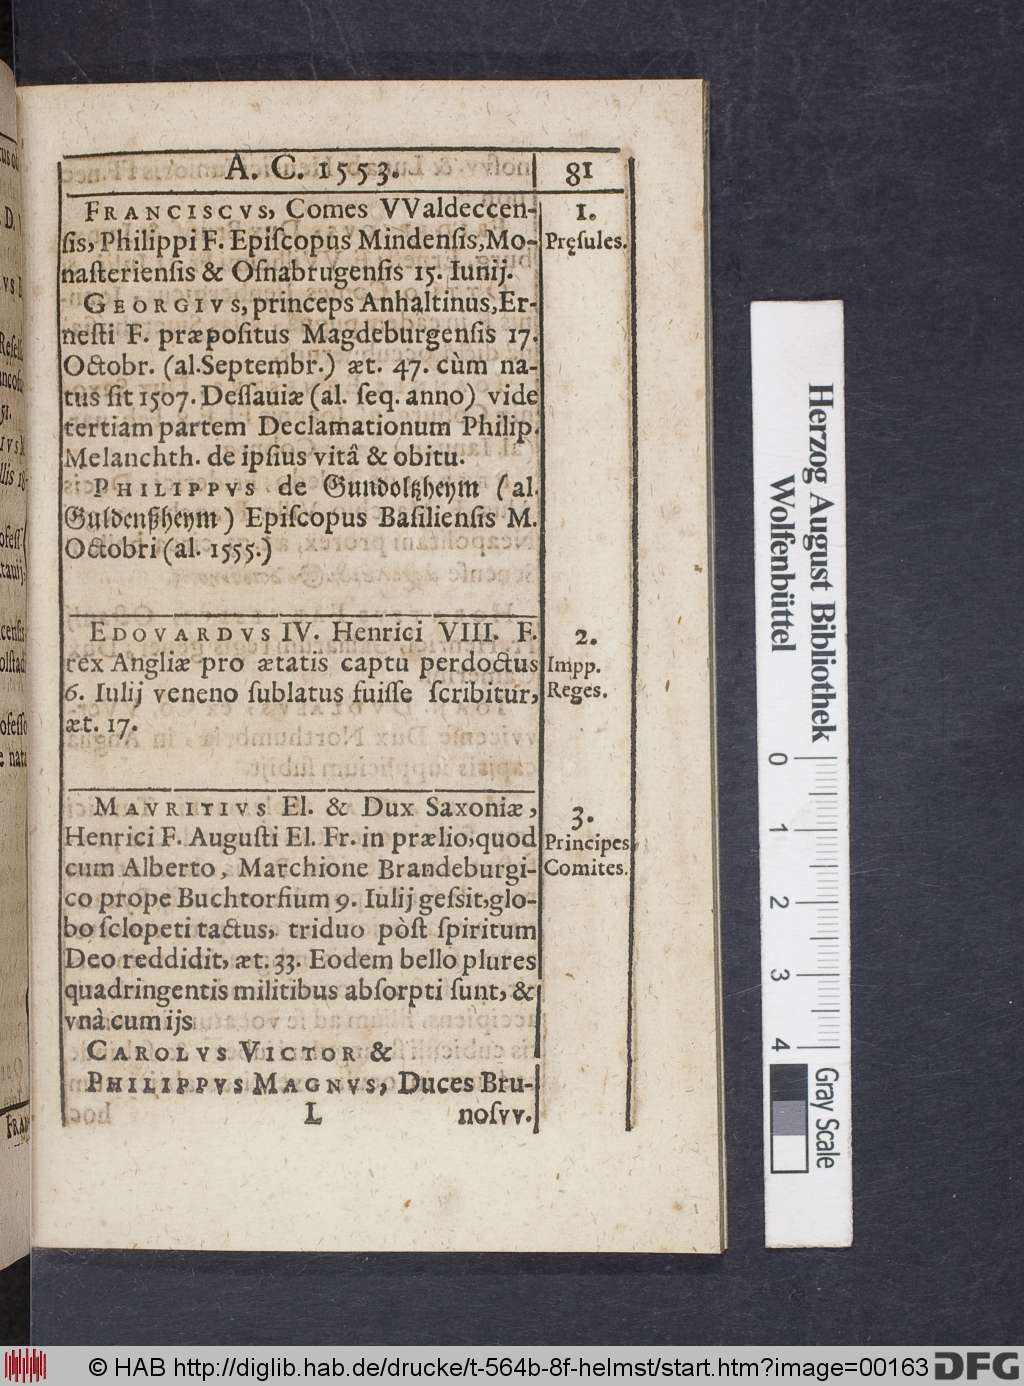 A. C. 1553. 81
FRANCISCVS, Comes VValdeccen-
ſis, Philippi F. Epiſcopus Mindenſis, Mo-
naſterienſis & Oſnabrugenſis 15. Iunij.
1.
Pręſules.
GEORGIVS, princeps Anhaltinus, Er-
neſti F. præpoſitus Magdeburgenſis 17.
Octobr. (al. Septembr.) æt. 47. cùm na-
tus ſit 1507. Deſſauiæ (al. ſeq. anno) vide
tertiam partem Declamationum Philip.
Melanchth. de ipſius vitâ & obitu.
PHILIPPVS de Gundoltzheym (al.
Guldenßheym) Epiſcopus Baſilienſis M.
Octobri (al. 1555.)
EDOVARDVS IV. Henrici VIII. F.
rex Angliæ pro ætatis captu perdoctus
6. Iulij veneno ſublatus fuiſſe ſcribitur,
æt. 17.
2.
Impp.
Reges.
MAVRITIVS El. & Dux Saxoniæ,
Henrici F. Auguſti El. Fr. in prælio, quod
cum Alberto, Marchione Brandeburgi-
co prope Buchtorſium 9. Iulij geſsit, glo-
bo ſclopeti tactus, triduo pòſt ſpiritum
Deo reddidit, æt. 33. Eodem bello plures
quadringentis militibus abſorpti ſunt, &
vnà cum ijs
CAROLVS VICTOR &
PHILIPPVS MAGNVS, Duces Bru-
L noſvv.
3.
Principes
Comites.
Herzog August Bibliothek
Wolfenbüttel
0 1 2 3 4
Gray Scale
© HAB http://diglib.hab.de/drucke/t-564b-8f-helmst/start.htm?image=00163
DFG